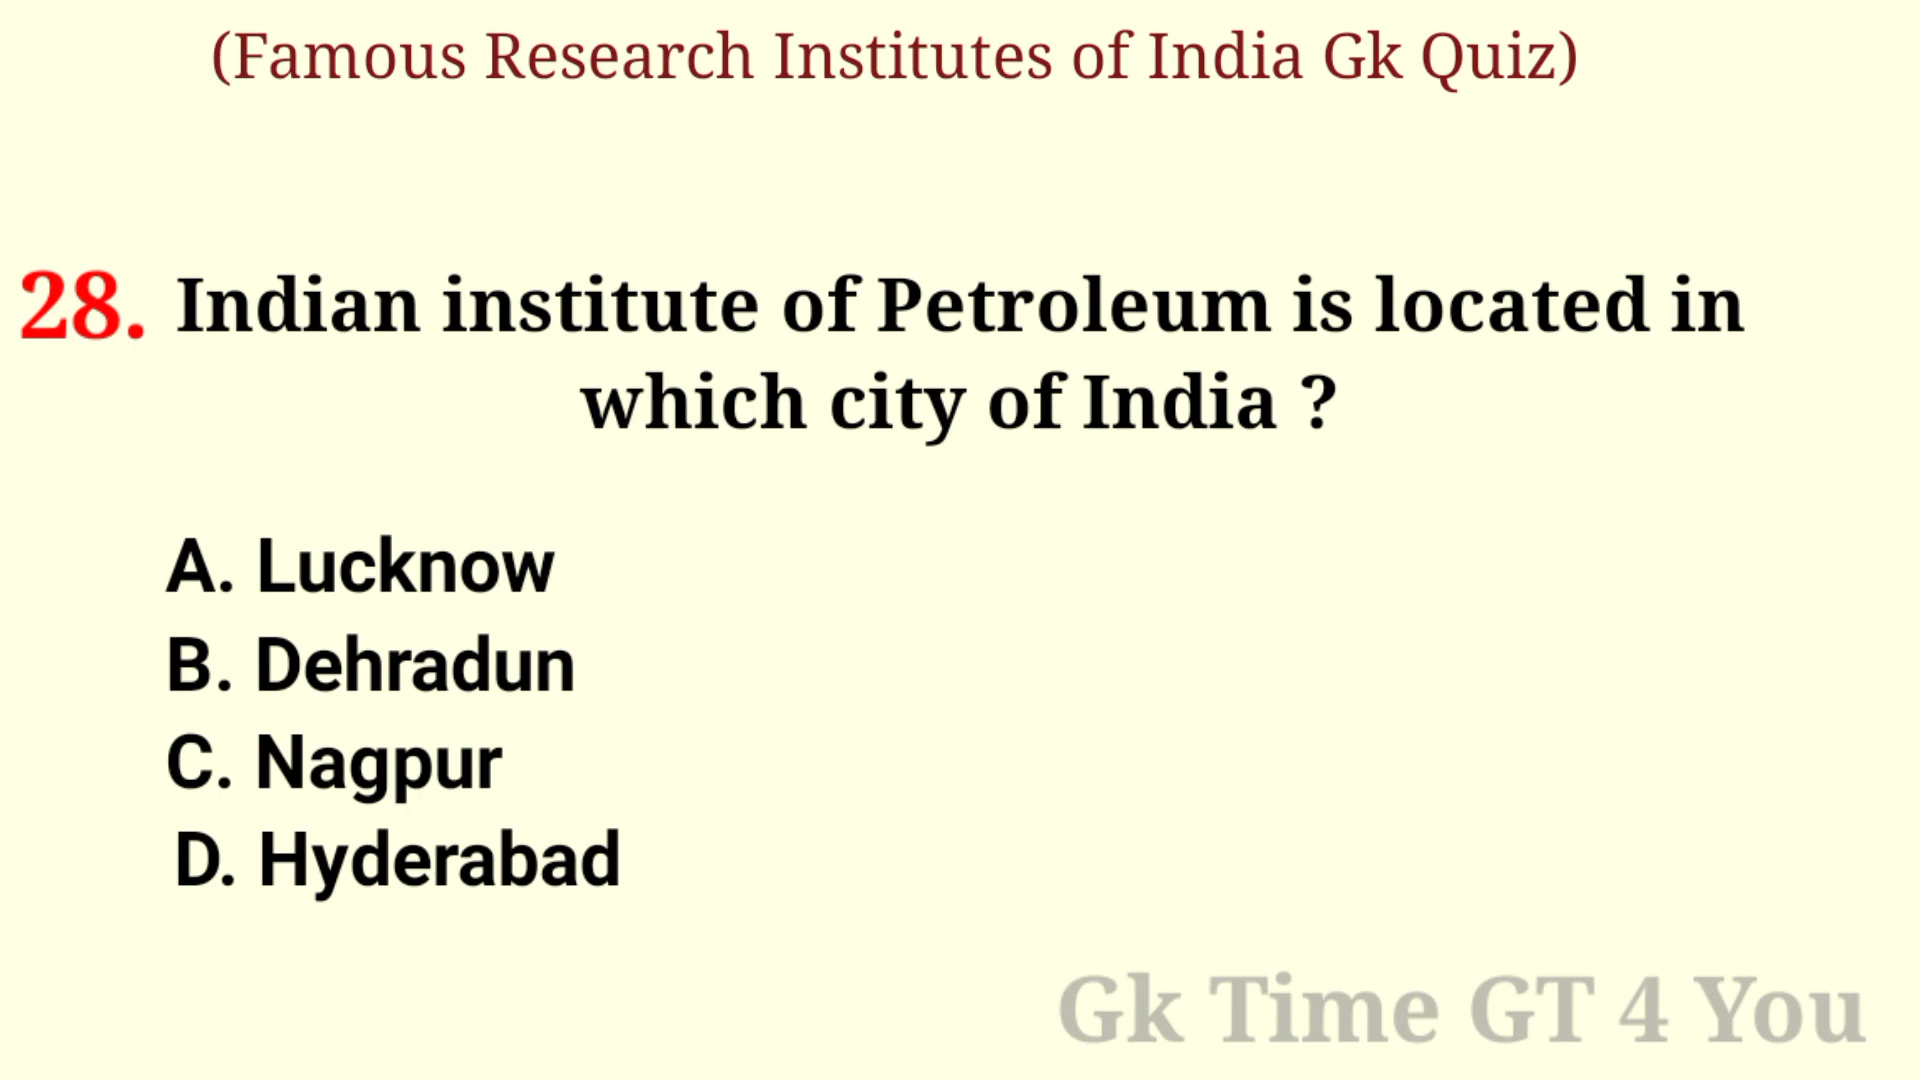 (Famous Research Institutes of India Gk Quiz)
28. Indian institute of Petroleum is located in
which city of India ?
A. Lucknow
B. Dehradun
C. Nagpur
D. Hyderabad
Gk Time GT 4 You